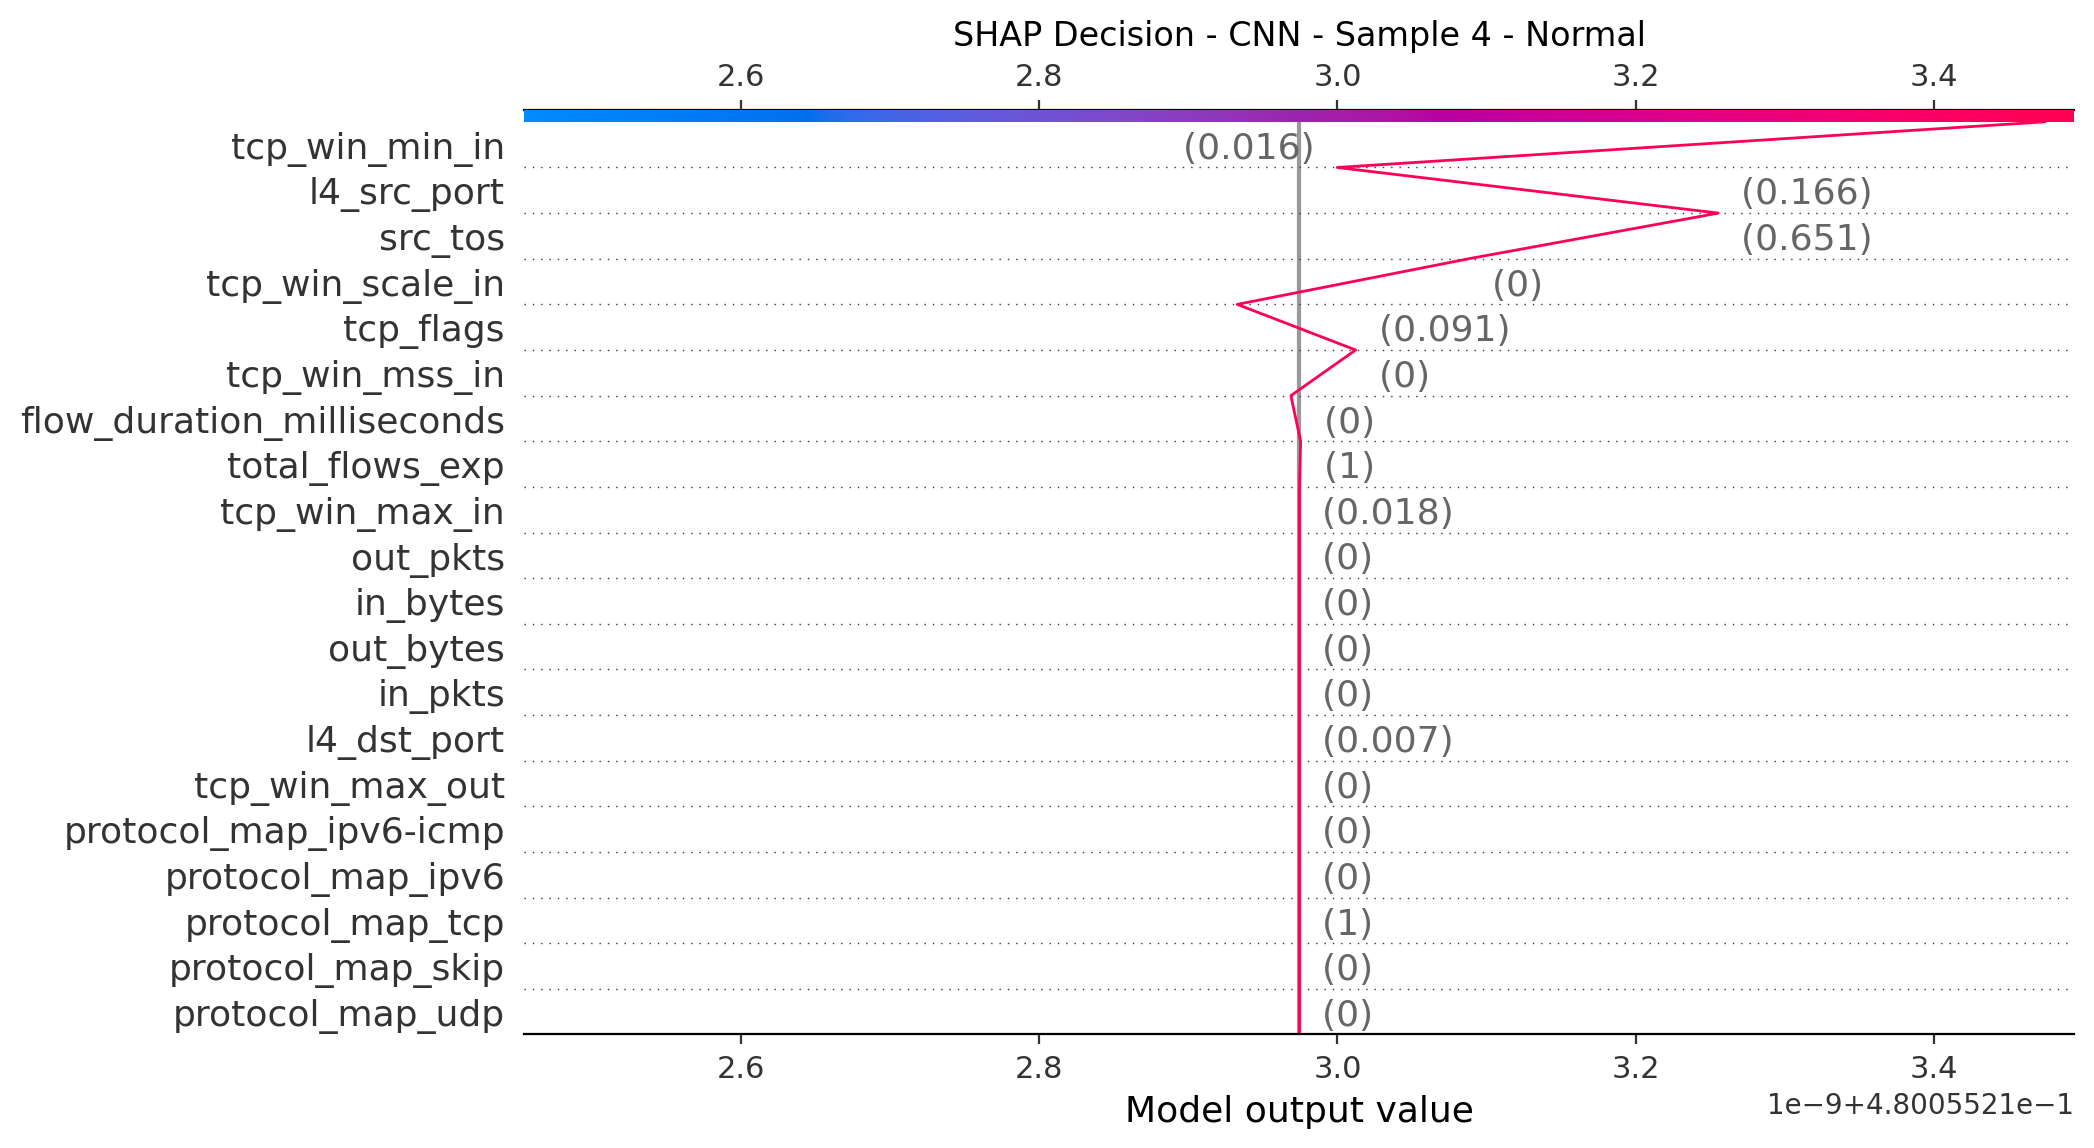 SHAP Decision - CNN - Sample 4 - Normal
2.6 2.8 3.0 3.2 3.4
tcp_win_min_in (0.016)
l4_src_port (0.166)
src_tos (0.651)
tcp_win_scale_in (0)
tcp_flags (0.091)
tcp_win_mss_in (0)
flow_duration_milliseconds (0)
total_flows_exp (1)
tcp_win_max_in (0.018)
out_pkts (0)
in_bytes (0)
out_bytes (0)
in_pkts (0)
l4_dst_port (0.007)
tcp_win_max_out (0)
protocol_map_ipv6-icmp (0)
protocol_map_ipv6 (0)
protocol_map_tcp (1)
protocol_map_skip (0)
protocol_map_udp (0)
2.6 2.8 3.0 3.2 3.4
Model output value
1e−9+4.8005521e−1